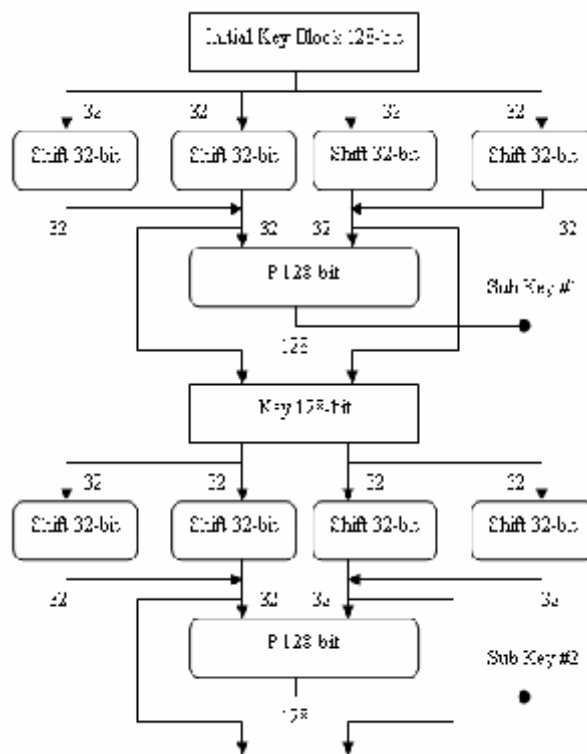 Initial Key Block 128-bit
32 32 32 32
Shift 32-bit Shift 32-bit Shift 32-bit Shift 32-bit
32 32 32 32
P 128-bit
Sub Key #1
128
Key 128-bit
32 32 32 32
Shift 32-bit Shift 32-bit Shift 32-bit Shift 32-bit
32 32 32 32
P 128-bit
Sub Key #2
128